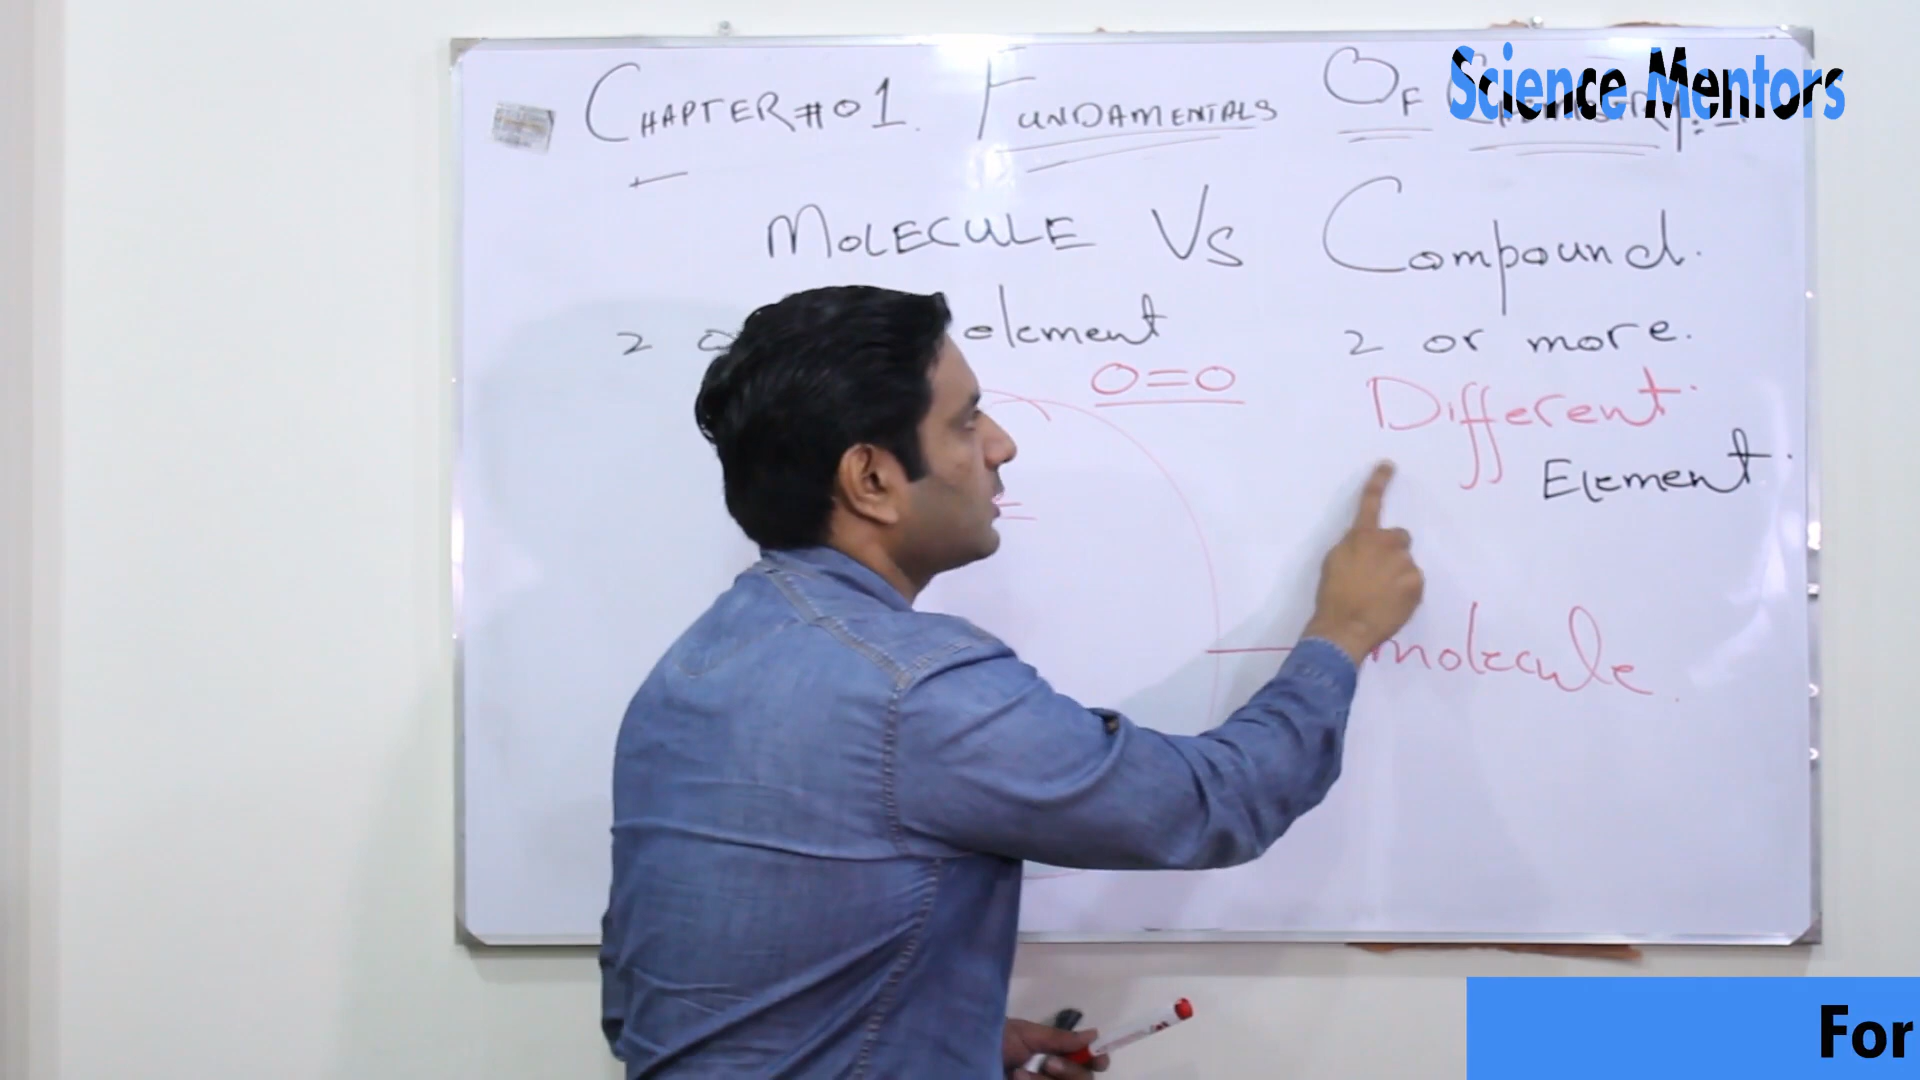 CHAPTER#01. FUNDAMENTALS OF
Science Mentors
MOLECULE Vs Compound.
2 element
2 or more.
O=O
Different
Element
=
molecule.
For